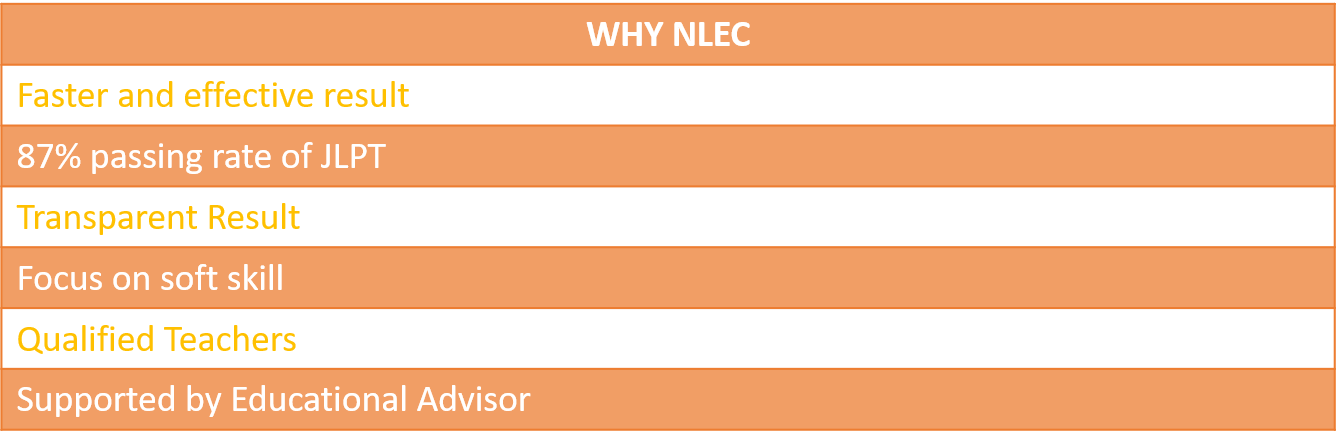 WHY NLEC
Faster and effective result
87% passing rate of JLPT
Transparent Result
Focus on soft skill
Qualified Teachers
Supported by Educational Advisor